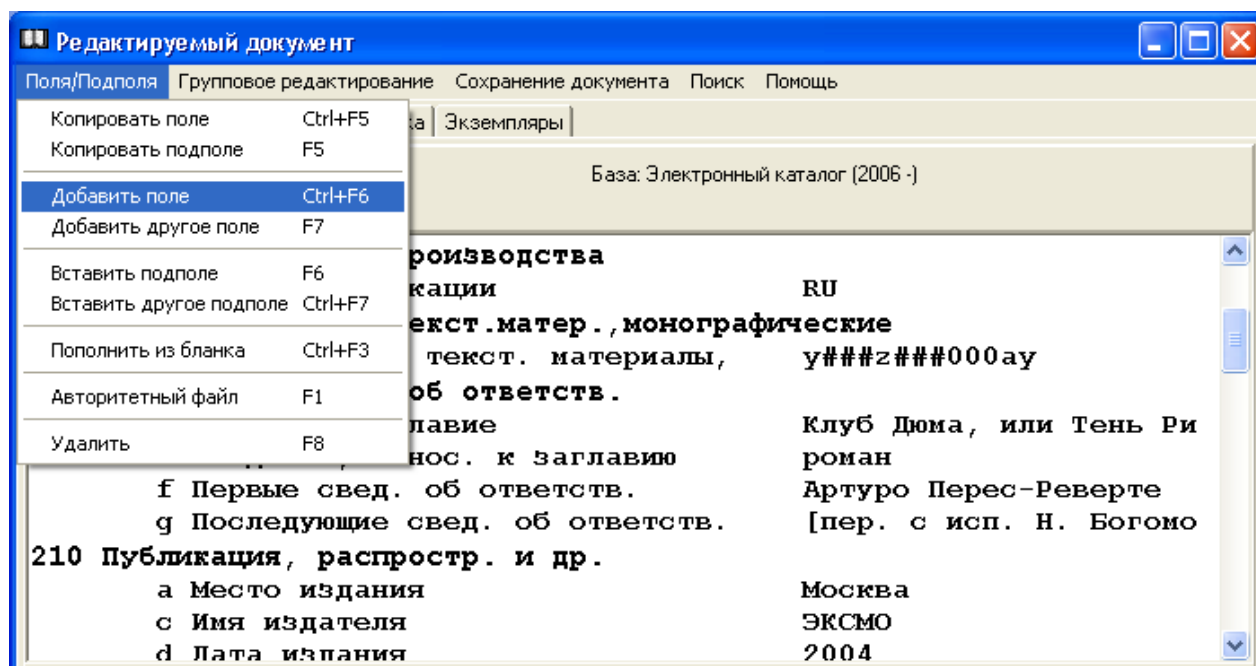 Редактируемый документ
Поля/Подполя Групповое редактирование Сохранение документа Поиск Помощь
Копировать поле Ctrl+F5
Экземпляры
Копировать подполе F5
База: Электронный каталог (2006 -)
Добавить поле Ctrl+F6
Добавить другое поле F7
роизводства
Вставить подполе F6
кации RU
Вставить другое подполе Ctrl+F7
екст.матер.,монографические
Пополнить из бланка Ctrl+F3
текст. материалы, y###z###000ay
Авторитетный файл F1
об ответств.
лавие Клуб Дюма, или Тень Ри
Удалить F8
нос. к заглавию роман
f Первые свед. об ответств. Артуро Перес-Реверте
g Последующие свед. об ответств. [пер. с исп. Н. Богомо
210 Публикация, распростр. и др.
a Место издания Москва
c Имя издателя ЭКСМО
d Дата издания 2004